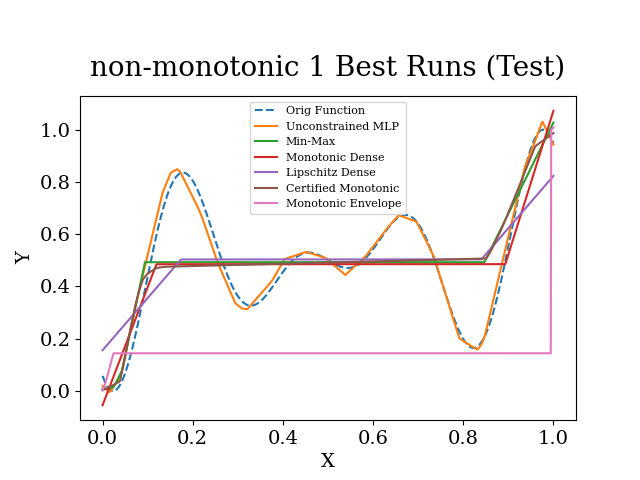 non-monotonic 1 Best Runs (Test)
Orig Function
Unconstrained MLP
Min-Max
Monotonic Dense
Lipschitz Dense
Certified Monotonic
Monotonic Envelope
Y
1.0
0.8
0.6
0.4
0.2
0.0
0.0 0.2 0.4 0.6 0.8 1.0
X